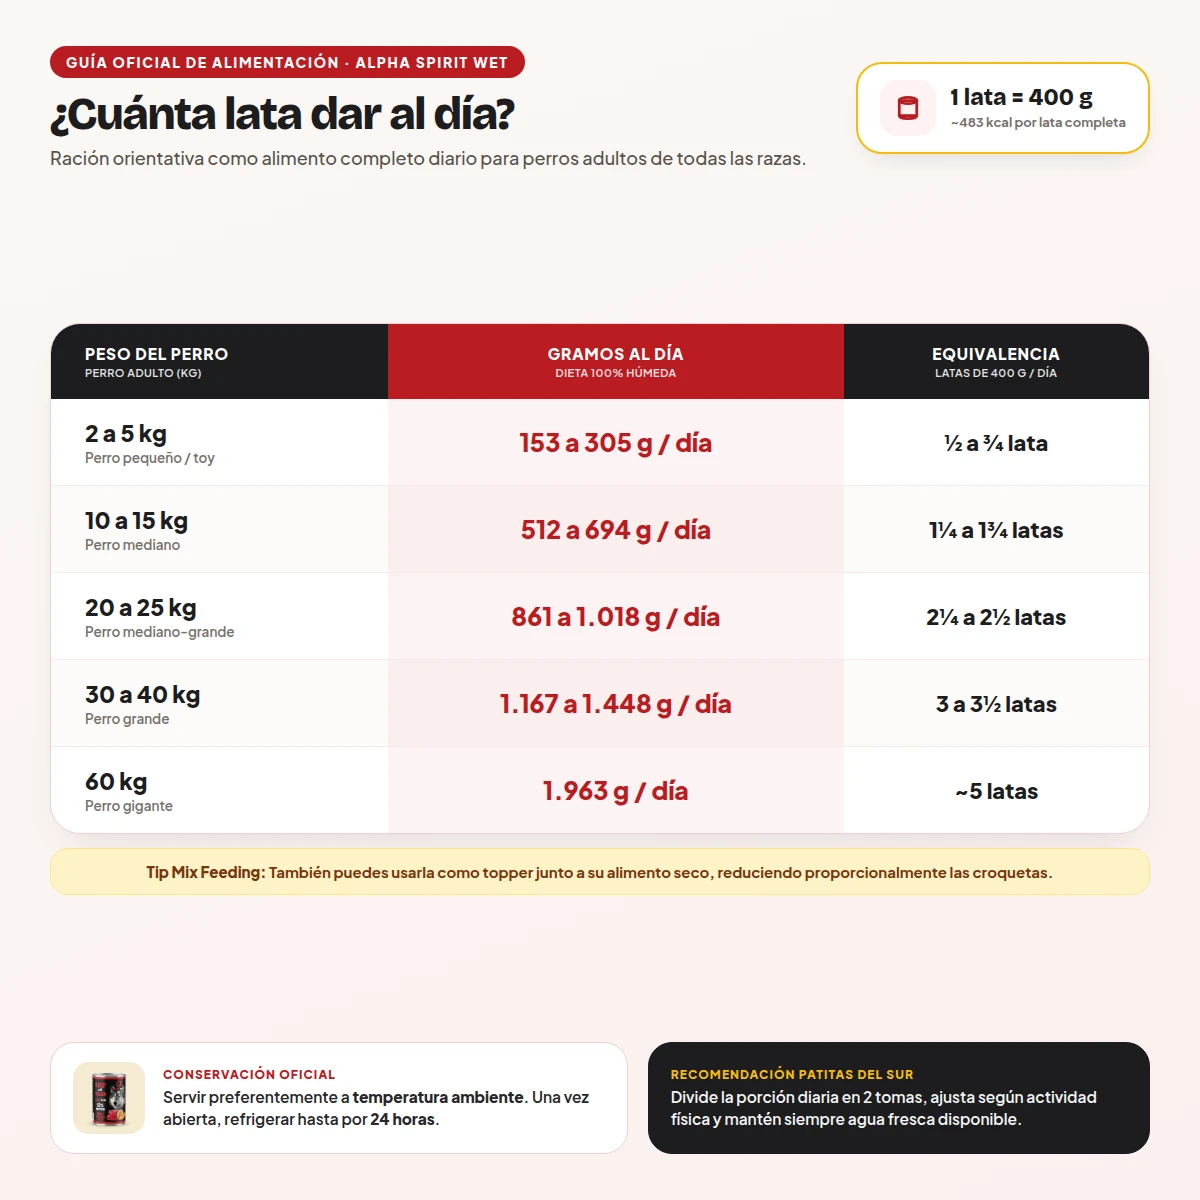 GUÍA OFICIAL DE ALIMENTACIÓN · ALPHA SPIRIT WET
¿Cuánta lata dar al día?
Ración orientativa como alimento completo diario para perros adultos de todas las razas.
1 lata = 400 g
~483 kcal por lata completa
PESO DEL PERRO
PERRO ADULTO (KG)
GRAMOS AL DÍA
DIETA 100% HÚMEDA
EQUIVALENCIA
LATAS DE 400 G / DÍA
2 a 5 kg
Perro pequeño / toy
153 a 305 g / día
½ a ¾ lata
10 a 15 kg
Perro mediano
512 a 694 g / día
1¼ a 1¾ latas
20 a 25 kg
Perro mediano-grande
861 a 1.018 g / día
2¼ a 2½ latas
30 a 40 kg
Perro grande
1.167 a 1.448 g / día
3 a 3½ latas
60 kg
Perro gigante
1.963 g / día
~5 latas
Tip Mix Feeding: También puedes usarla como topper junto a su alimento seco, reduciendo proporcionalmente las croquetas.
CONSERVACIÓN OFICIAL
Servir preferentemente a temperatura ambiente. Una vez
abierta, refrigerar hasta por 24 horas.
RECOMENDACIÓN PATITAS DEL SUR
Divide la porción diaria en 2 tomas, ajusta según actividad
física y mantén siempre agua fresca disponible.